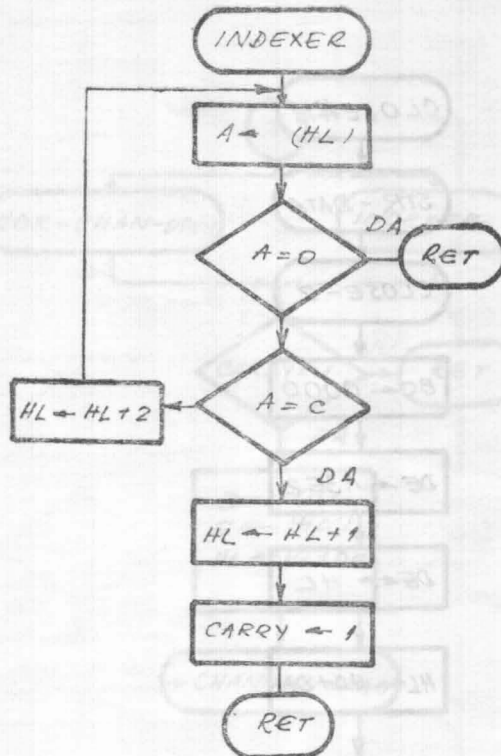 INDEXER
A ← (HL)
A = 0
DA
RET
A = C
HL ← HL + 2
DA
HL ← HL + 1
CARRY ← 1
RET